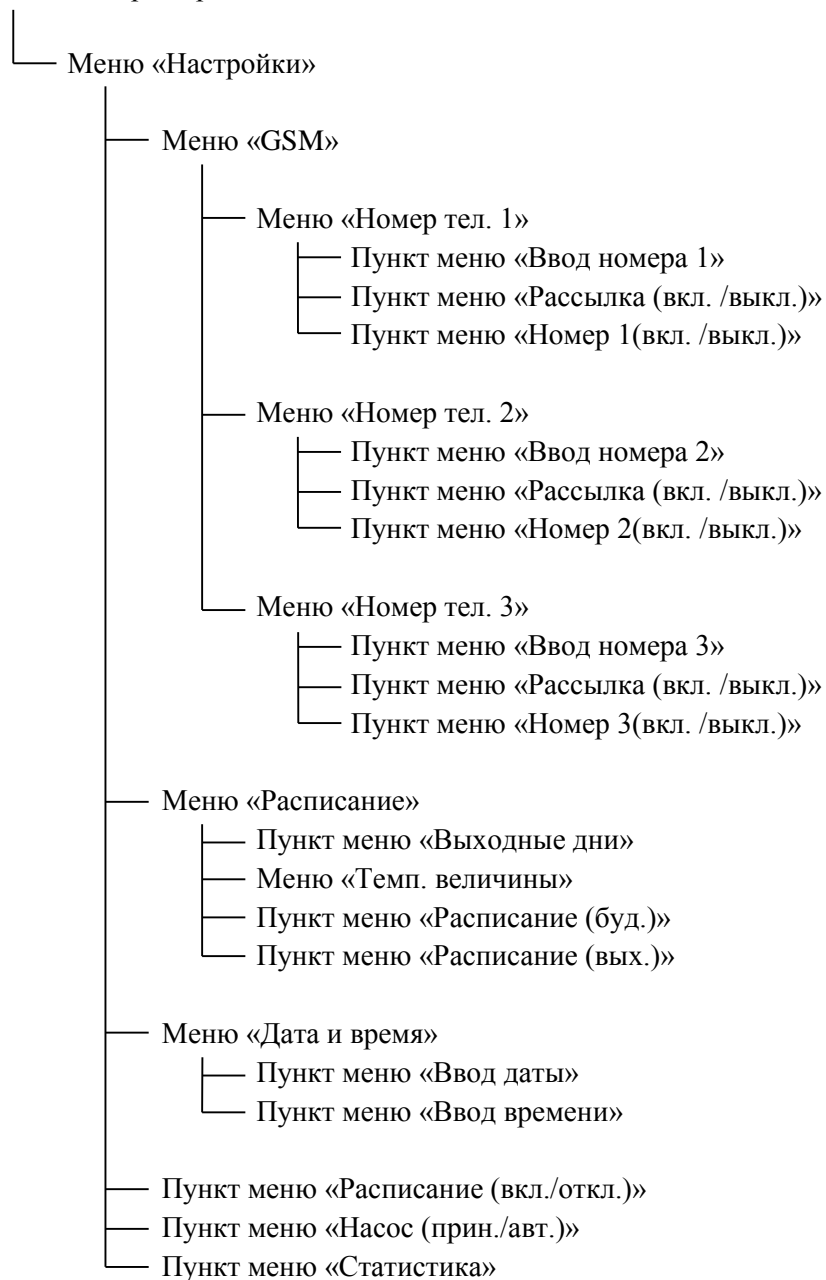 Меню «Настройки»
Меню «GSM»
Меню «Номер тел. 1»
Пункт меню «Ввод номера 1»
Пункт меню «Рассылка (вкл. /выкл.)»
Пункт меню «Номер 1(вкл. /выкл.)»
Меню «Номер тел. 2»
Пункт меню «Ввод номера 2»
Пункт меню «Рассылка (вкл. /выкл.)»
Пункт меню «Номер 2(вкл. /выкл.)»
Меню «Номер тел. 3»
Пункт меню «Ввод номера 3»
Пункт меню «Рассылка (вкл. /выкл.)»
Пункт меню «Номер 3(вкл. /выкл.)»
Меню «Расписание»
Пункт меню «Выходные дни»
Меню «Темп. величины»
Пункт меню «Расписание (буд.)»
Пункт меню «Расписание (вых.)»
Меню «Дата и время»
Пункт меню «Ввод даты»
Пункт меню «Ввод времени»
Пункт меню «Расписание (вкл./откл.)»
Пункт меню «Насос (прин./авт.)»
Пункт меню «Статистика»